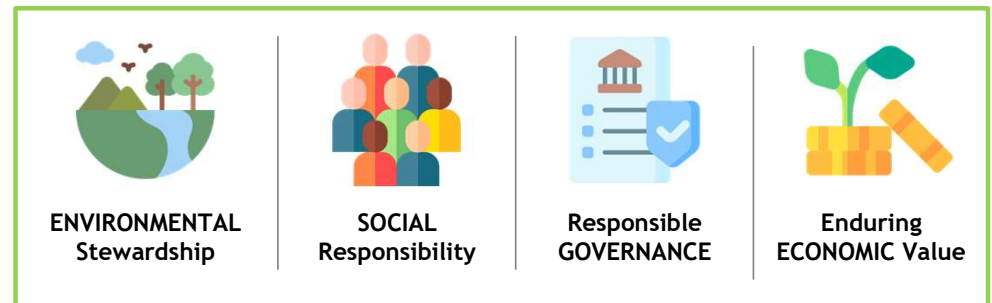 ENVIRONMENTAL
Stewardship
SOCIAL
Responsibility
Responsible
GOVERNANCE
Enduring
ECONOMIC Value